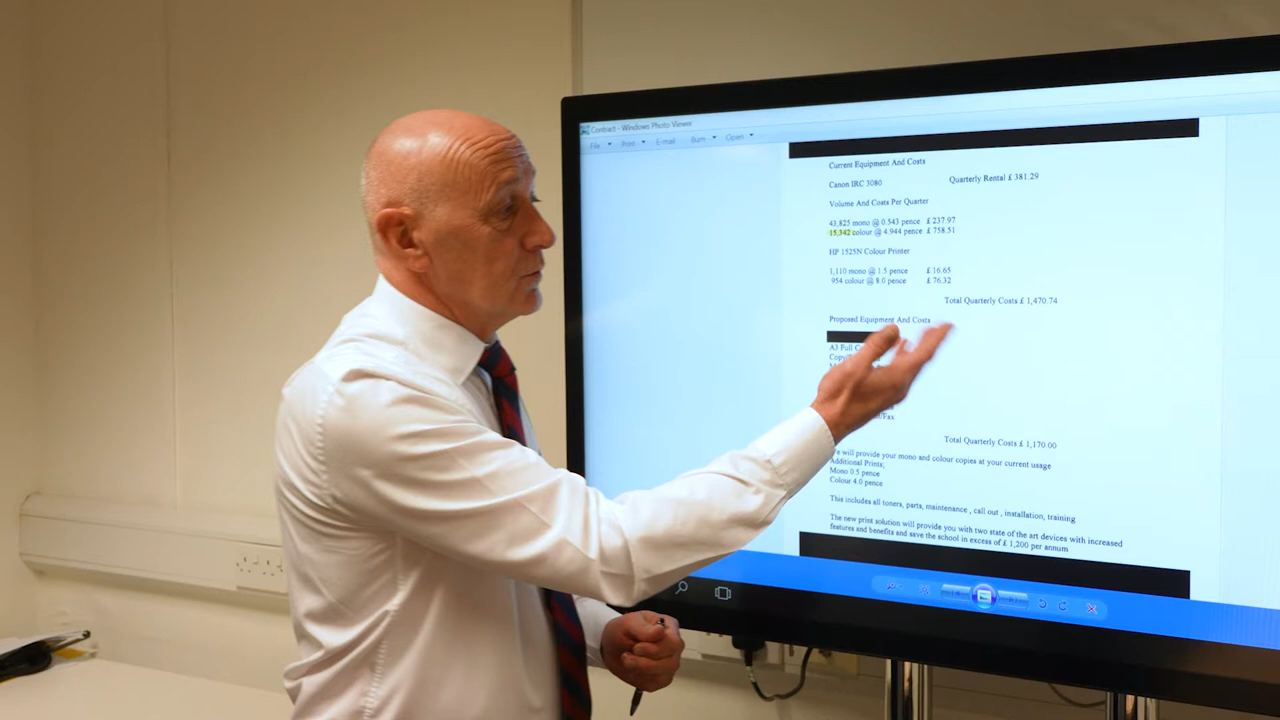 Contract - Windows Photo Viewer
File Print E-mail Burn Open
Current Equipment And Costs
Canon IRC 3080 Quarterly Rental £ 381.29
Volume And Costs Per Quarter
43,825 mono @ 0.543 pence £ 237.97
15,342 colour @ 4.944 pence £ 758.51
HP 1525N Colour Printer
1,110 mono @ 1.5 pence £ 16.65
954 colour @ 8.0 pence £ 76.32
Total Quarterly Costs £ 1,470.74
Proposed Equipment And Costs
A3 Full
Copy
/Fax
Total Quarterly Costs £ 1,170.00
will provide your mono and colour copies at your current usage
Additional Prints;
Mono 0.5 pence
Colour 4.0 pence
This includes all toners, parts, maintenance , call out , installation, training
The new print solution will provide you with two state of the art devices with increased
features and benefits and save the school in excess of £ 1,200 per annum